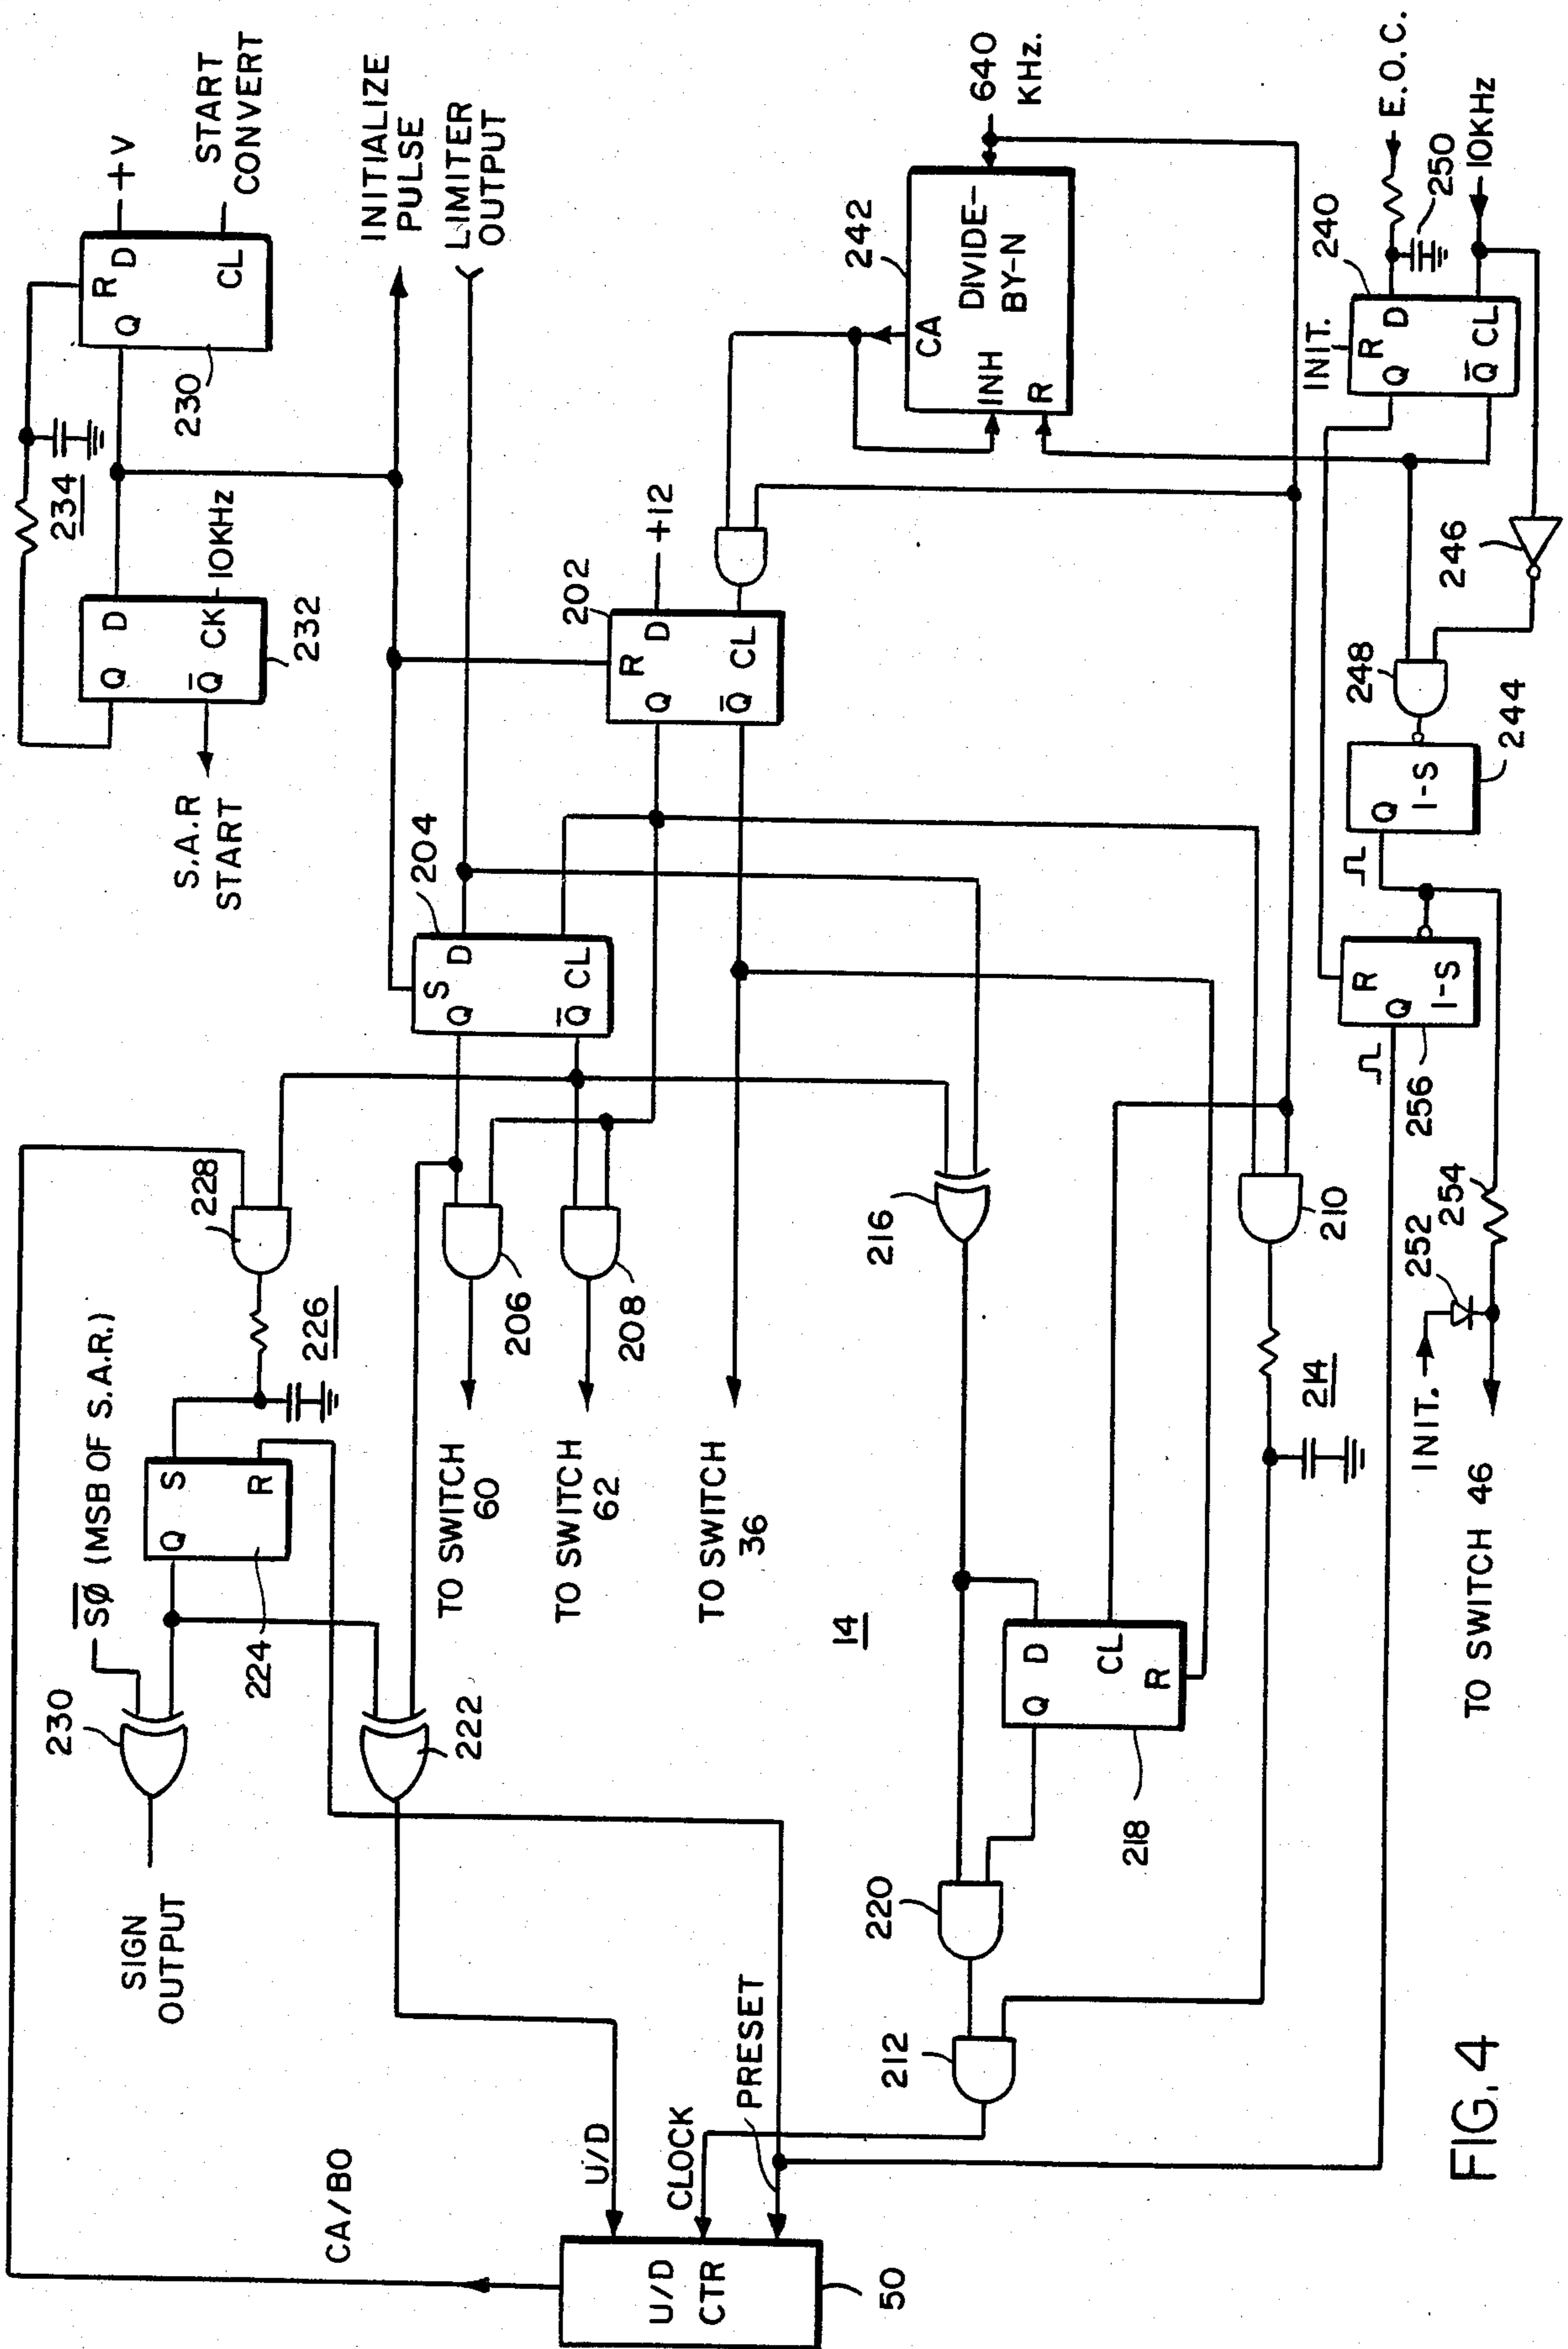 +V
START
CONVERT
R
D
Q
CL
230
234
Q
D
Q̅
CK
10KHz
232
S.A.R
START
INITIALIZE
PULSE
LIMITER
OUTPUT
640
KHz.
242
DIVIDE-
BY-N
CA
INH
R
+12
202
R
D
Q
Q̅
CL
204
S
D
Q
Q̅
CL
E.O.C.
250
10KHz
240
INIT.
R
D
Q
Q̅
CL
246
248
244
Q
1-S
R
Q
1-S
256
254
252
INIT.
TO SWITCH 46
228
226
S̅Ø̅ (MSB OF S.A.R.)
S
R
Q
224
230
SIGN
OUTPUT
222
206
208
TO SWITCH
60
TO SWITCH
62
TO SWITCH
36
216
210
214
14
D
Q
CL
R
218
220
212
PRESET
CLOCK
U/D
CA/BO
U/D
CTR
50
FIG. 4